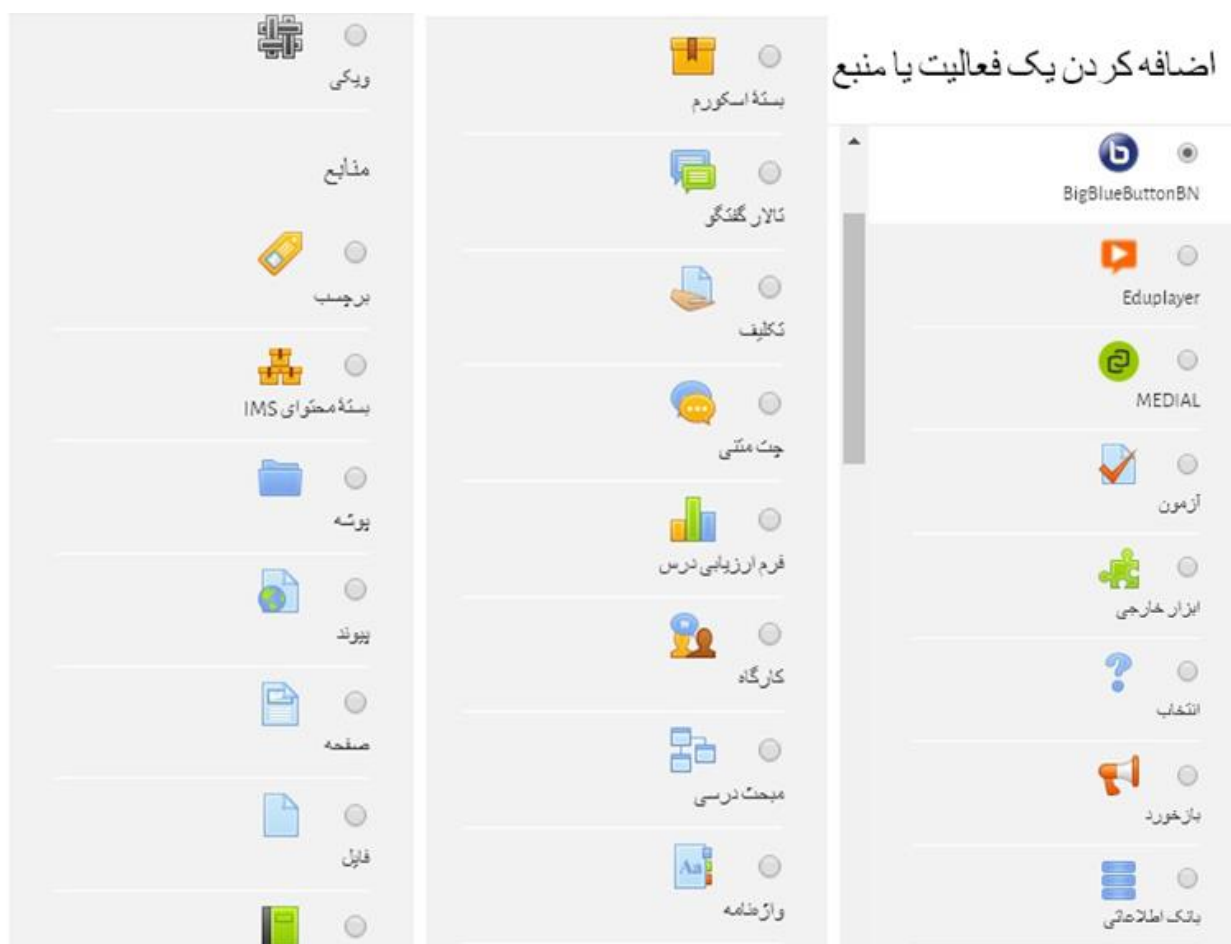 اضافه کردن یک فعالیت یا منبع
BigBlueButtonBN
Eduplayer
MEDIAL
آزمون
ابزار خارجی
انتخاب
بازخورد
بانک اطلاعاتی
بستهٔ اسکورم
تالار گفتگو
تکلیف
چت متنی
فرم ارزیابی درس
کارگاه
مبحث درسی
واژه‌نامه
Aa
ویکی
منابع
برچسب
بستهٔ محتوای IMS
پوشه
پیوند
صفحه
فایل